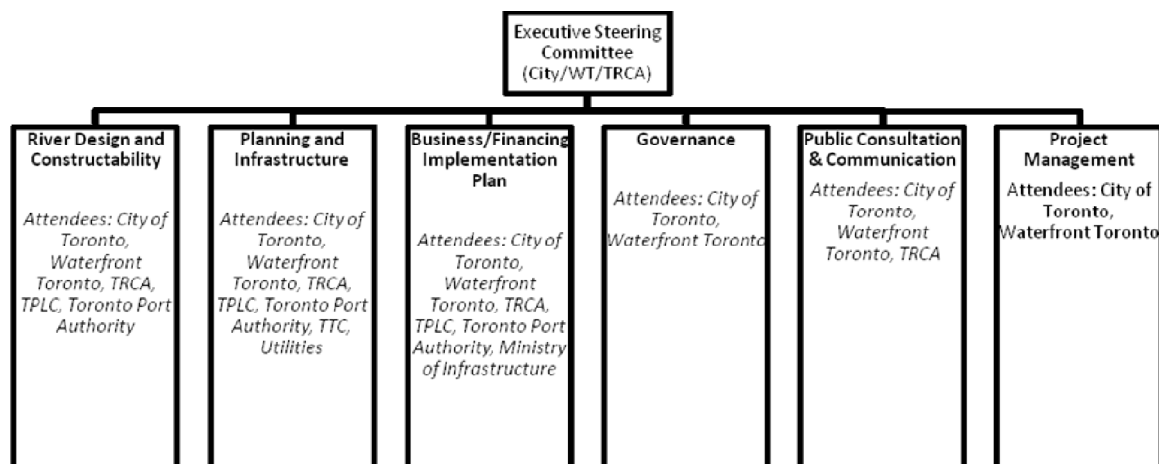 Executive Steering
Committee
(City/WT/TRCA)
River Design and
Constructability
Attendees: City of
Toronto,
Waterfront
Toronto, TRCA,
TPLC, Toronto Port
Authority
Planning and
Infrastructure
Attendees: City of
Toronto,
Waterfront
Toronto, TRCA,
TPLC, Toronto Port
Authority, TTC,
Utilities
Business/Financing
Implementation
Plan
Attendees: City of
Toronto,
Waterfront
Toronto, TRCA,
TPLC, Toronto Port
Authority, Ministry
of Infrastructure
Governance
Attendees: City of
Toronto,
Waterfront Toronto
Public Consultation
& Communication
Attendees: City of
Toronto,
Waterfront
Toronto, TRCA
Project
Management
Attendees: City of
Toronto,
Waterfront Toronto